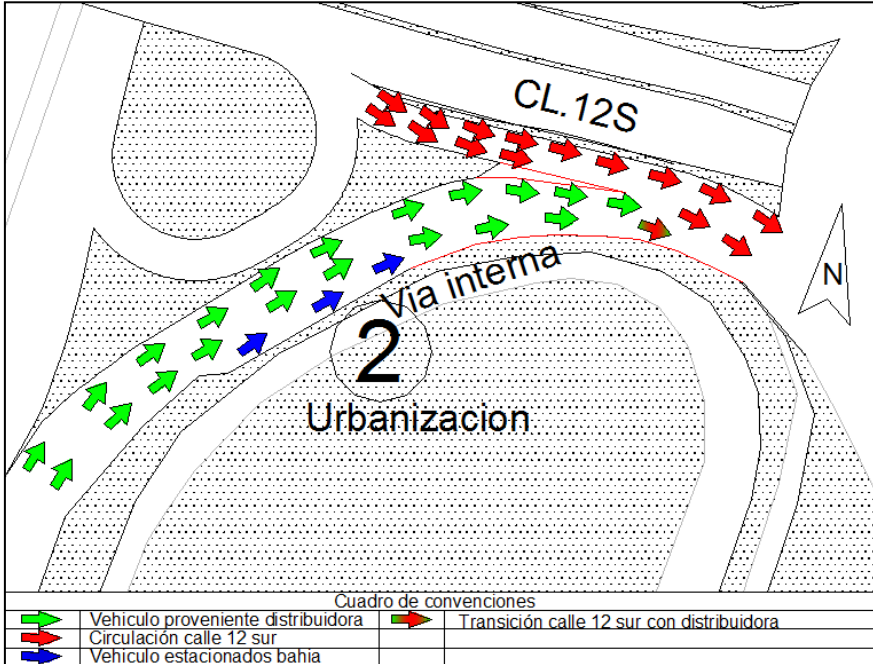 CL.12S
N
Via interna
2
Urbanizacion
Cuadro de convenciones
Vehiculo proveniente distribuidora
Transición calle 12 sur con distribuidora
Circulación calle 12 sur
Vehiculo estacionados bahia